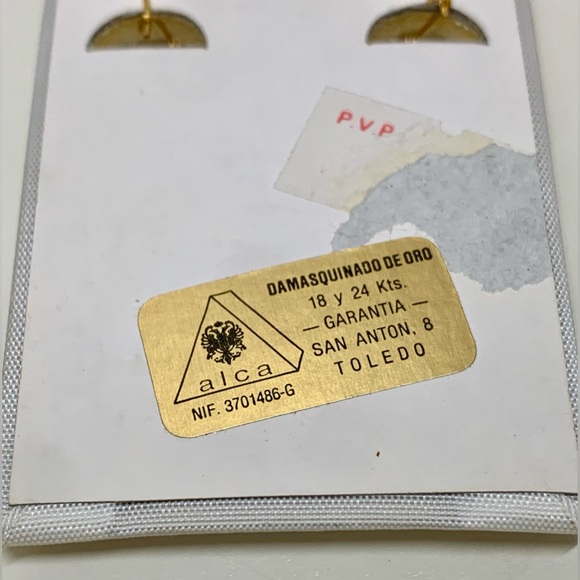 P.V.P.
DAMASQUINADO DE ORO
18 y 24 Kts.
— GARANTIA —
SAN ANTON, 8
TOLEDO
alca
NIF. 3701486-G